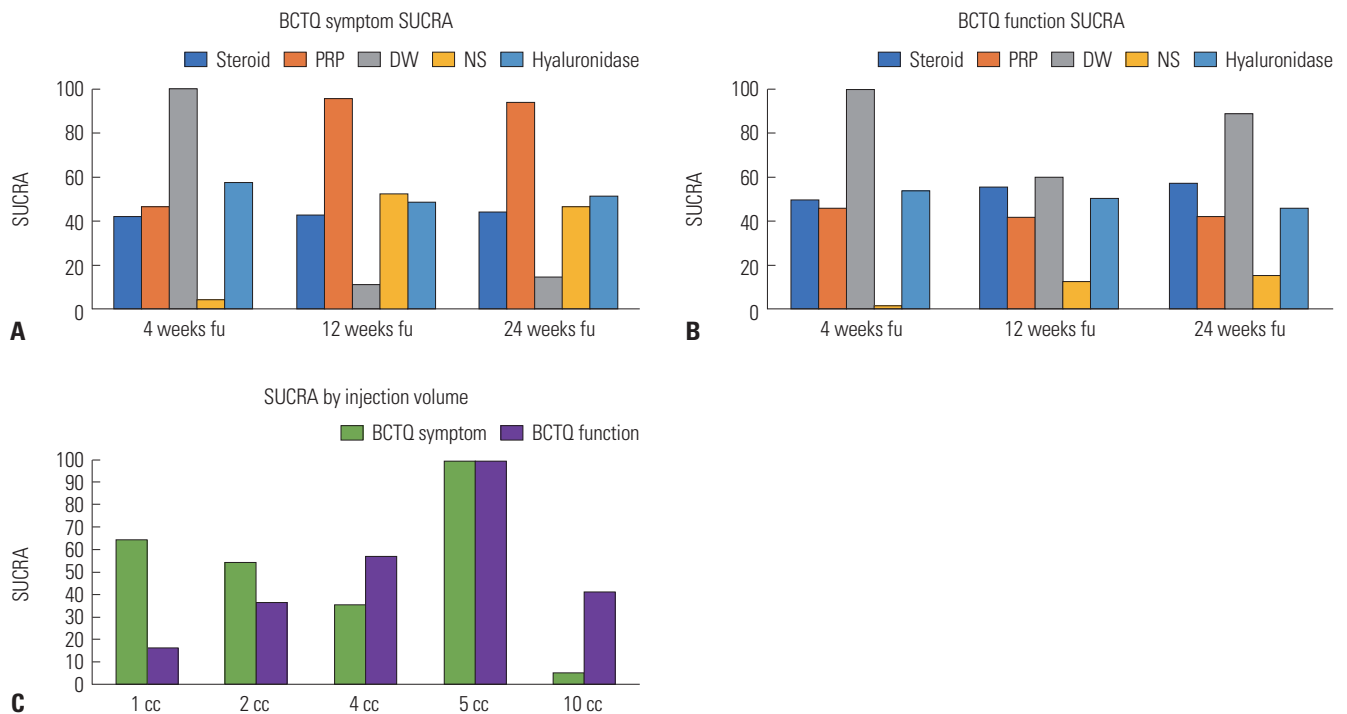 BCTQ symptom SUCRA
Steroid PRP DW NS Hyaluronidase
100
80
60
40
20
0
SUCRA
4 weeks fu 12 weeks fu 24 weeks fu
A
BCTQ function SUCRA
Steroid PRP DW NS Hyaluronidase
100
80
60
40
20
0
SUCRA
4 weeks fu 12 weeks fu 24 weeks fu
B
SUCRA by injection volume
BCTQ symptom BCTQ function
100
90
80
70
60
50
40
30
20
10
0
SUCRA
1 cc 2 cc 4 cc 5 cc 10 cc
C